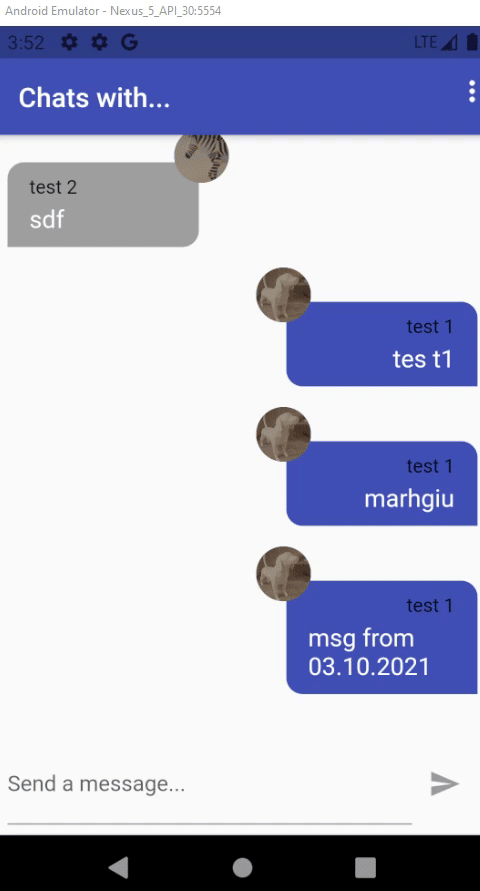 Android Emulator - Nexus_5_API_30:5554
3:52 G LTE
Chats with...
test 2
sdf
test 1
tes t1
test 1
marhgiu
test 1
msg from
03.10.2021
Send a message...